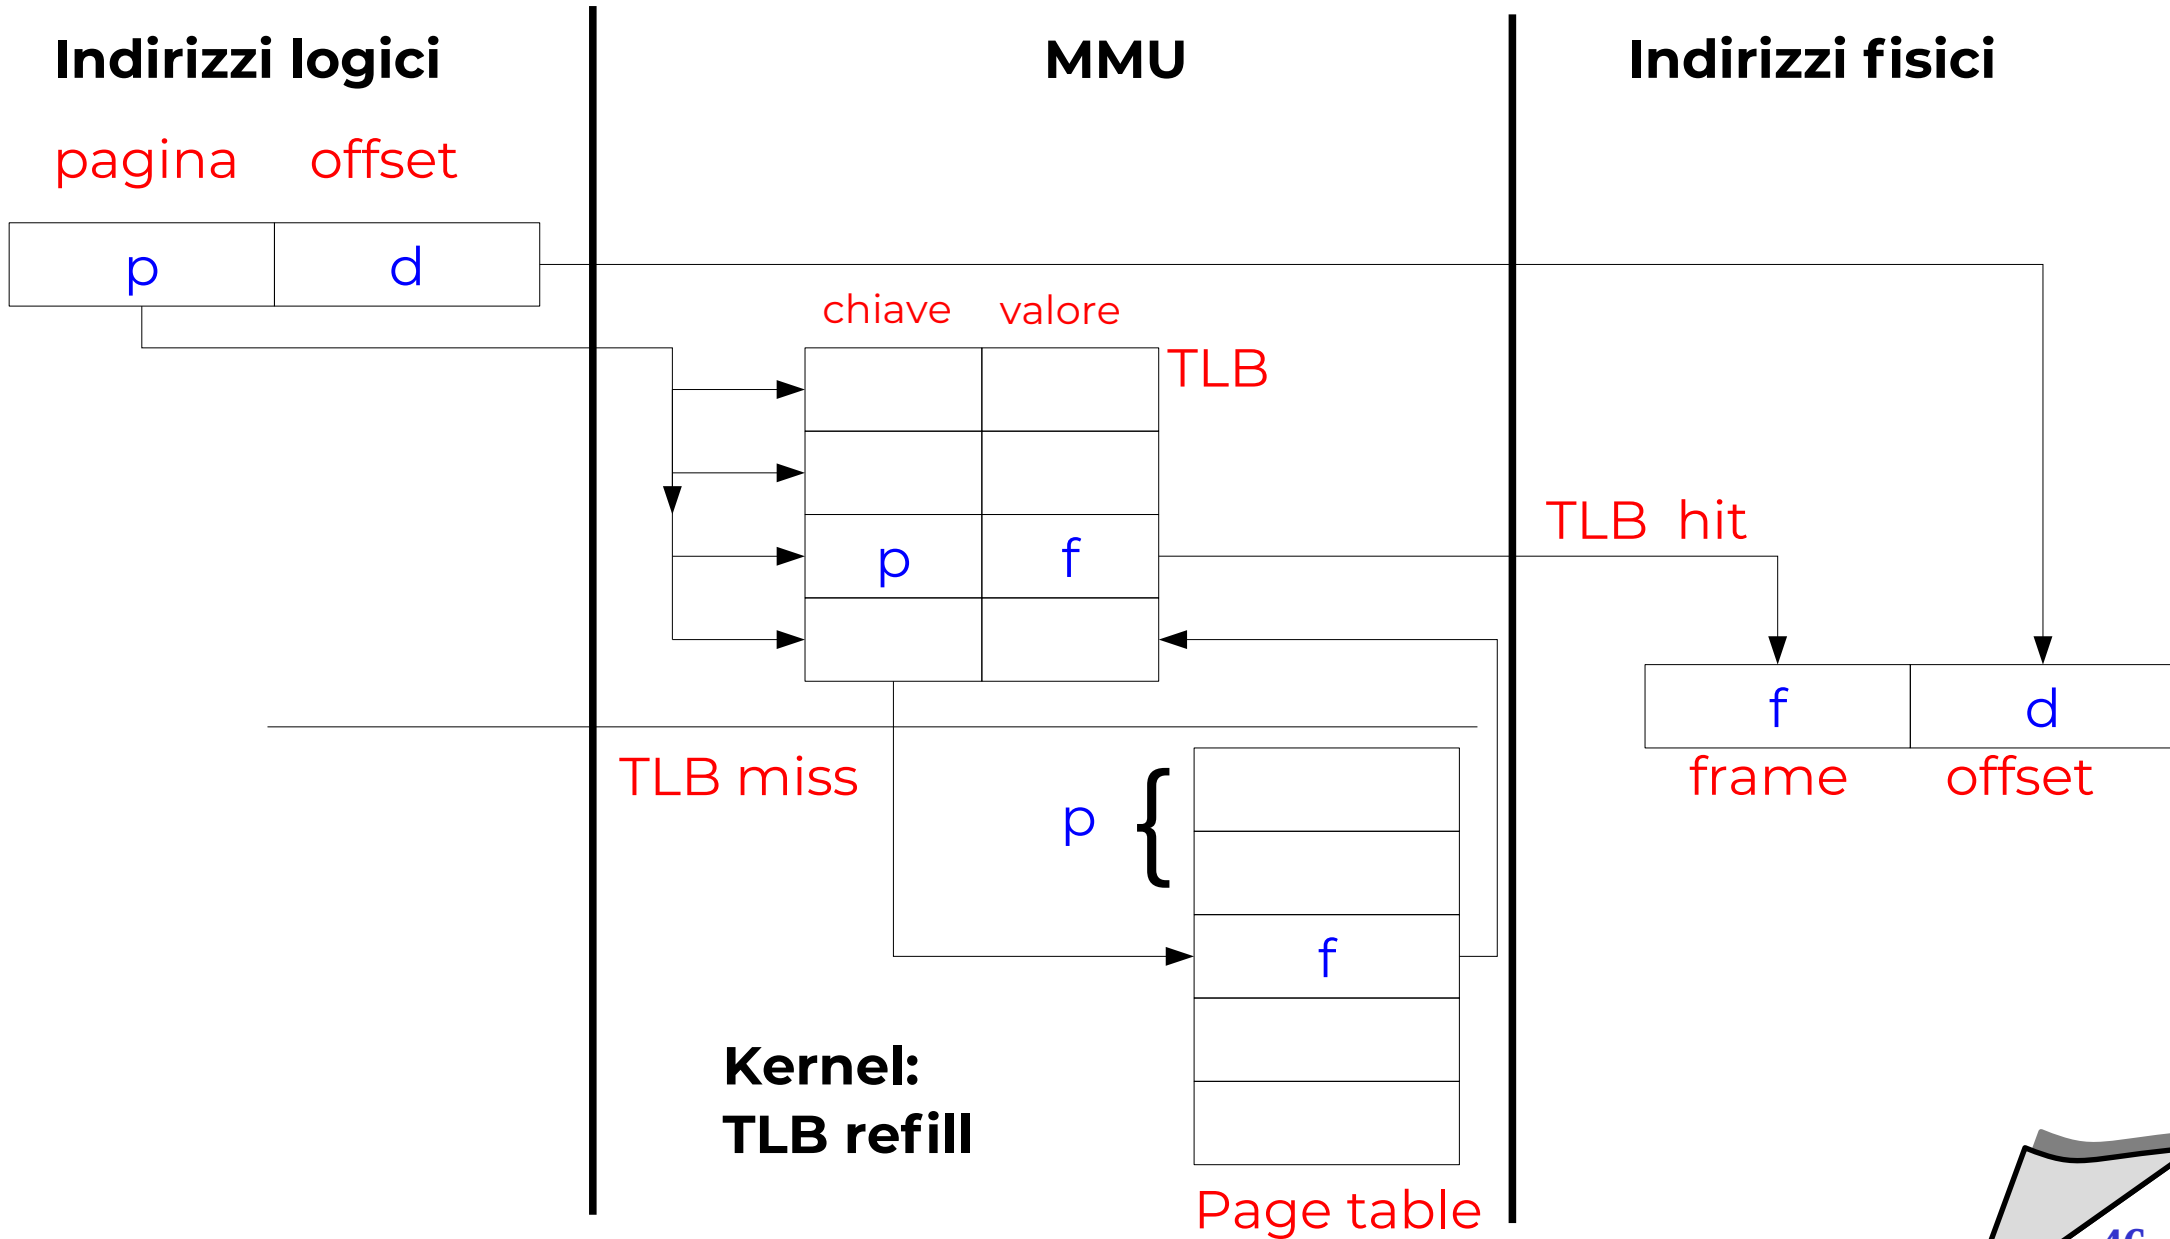 Indirizzi logici MMU Indirizzi fisici
pagina offset
p d
chiave valore
TLB
TLB hit
p f
f d
frame offset
TLB miss
p {
f
Kernel:
TLB refill
Page table